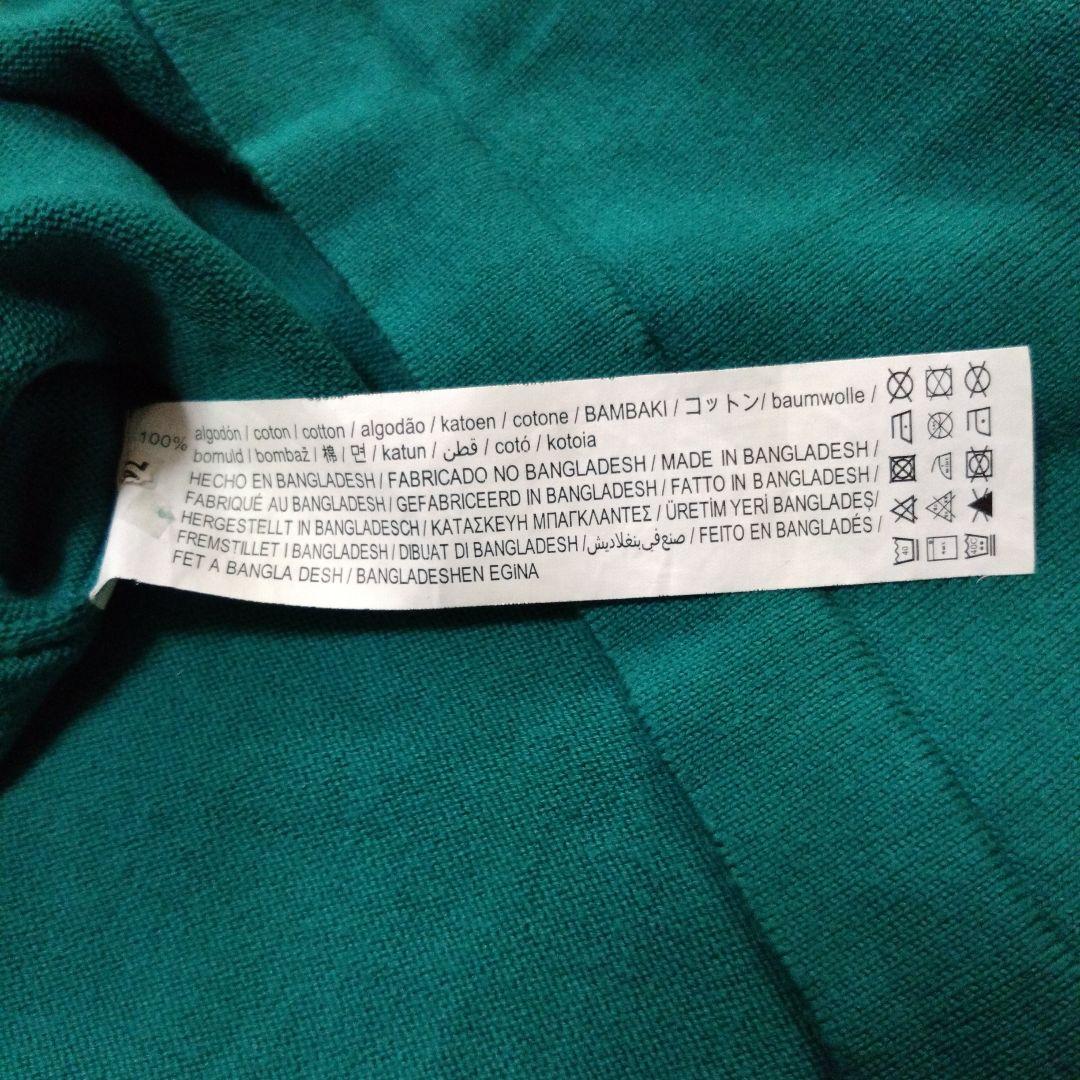 100% algodón / coton / cotton / algodão / katoen / cotone / BAMBAKI / コットン / baumwolle /
bomuld / bombaž / 棉 / 면 / katun / قطن / cotó / kotoia
HECHO EN BANGLADESH / FABRICADO NO BANGLADESH / MADE IN BANGLADESH /
FABRIQUÉ AU BANGLADESH / GEFABRICEERD IN BANGLADESH / FATTO IN BANGLADESH /
HERGESTELLT IN BANGLADESCH / ΚΑΤΑΣΚΕΥΗ ΜΠΑΓΚΛΑΝΤΕΣ / ÜRETİM YERİ BANGLADEŞ/
FREMSTILLET I BANGLADESH / DIBUAT DI BANGLADESH / صنع في بنغلاديش / FEITO EN BANGLADÉS /
FET A BANGLA DESH / BANGLADESHEN EGiNA
40